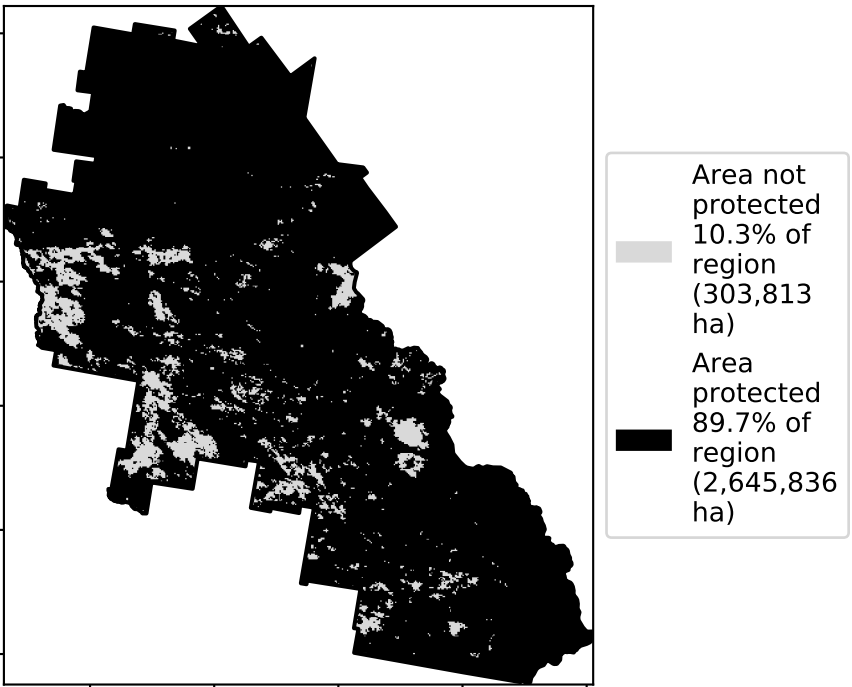 Area not
protected
10.3% of
region
(303,813
ha)
Area
protected
89.7% of
region
(2,645,836
ha)